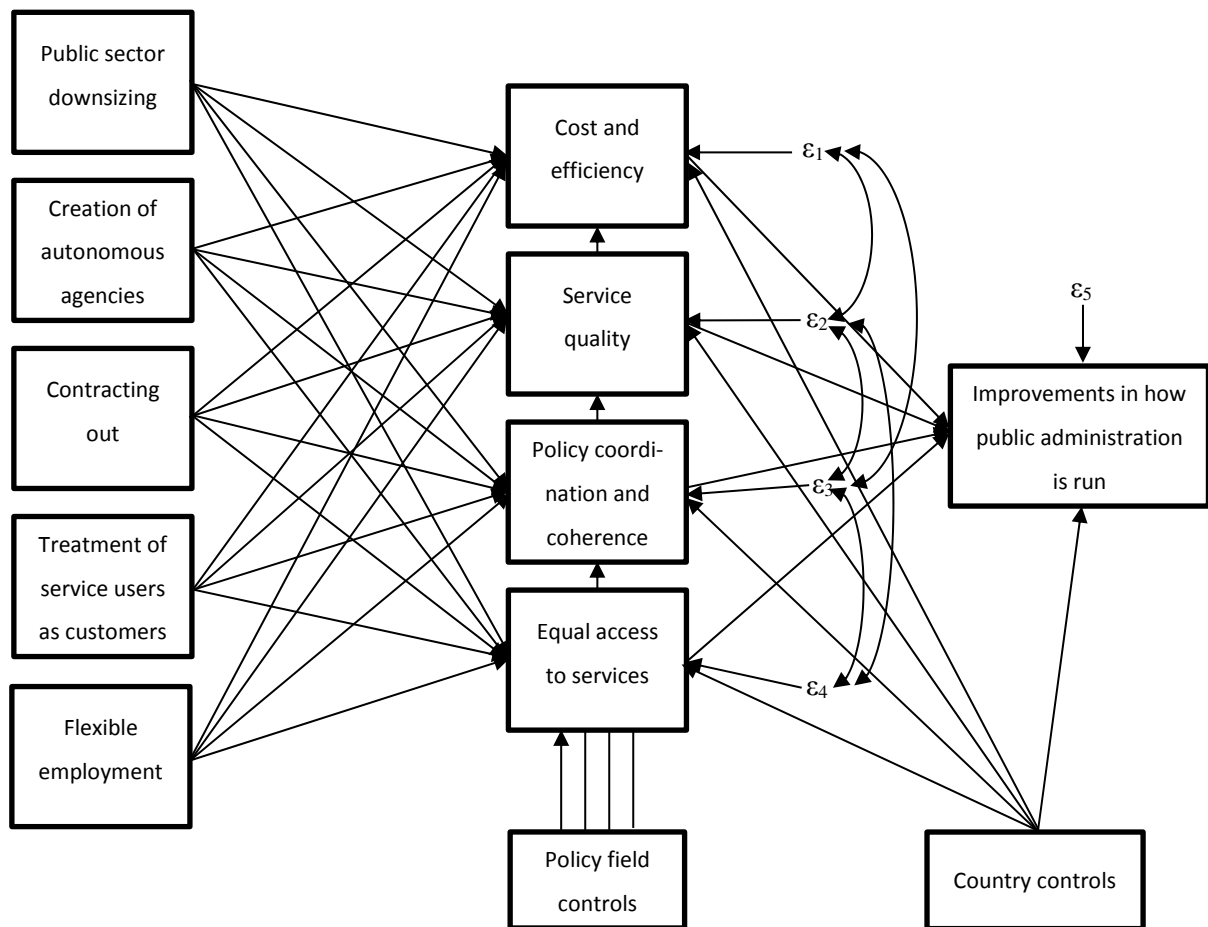 Public sector
downsizing
Creation of
autonomous
agencies
Contracting
out
Treatment of
service users
as customers
Flexible
employment
Cost and
efficiency
Service
quality
Policy coordi-
nation and
coherence
Equal access
to services
Policy field
controls
ε1
ε2
ε3
ε4
ε5
Improvements in how
public administration
is run
Country controls